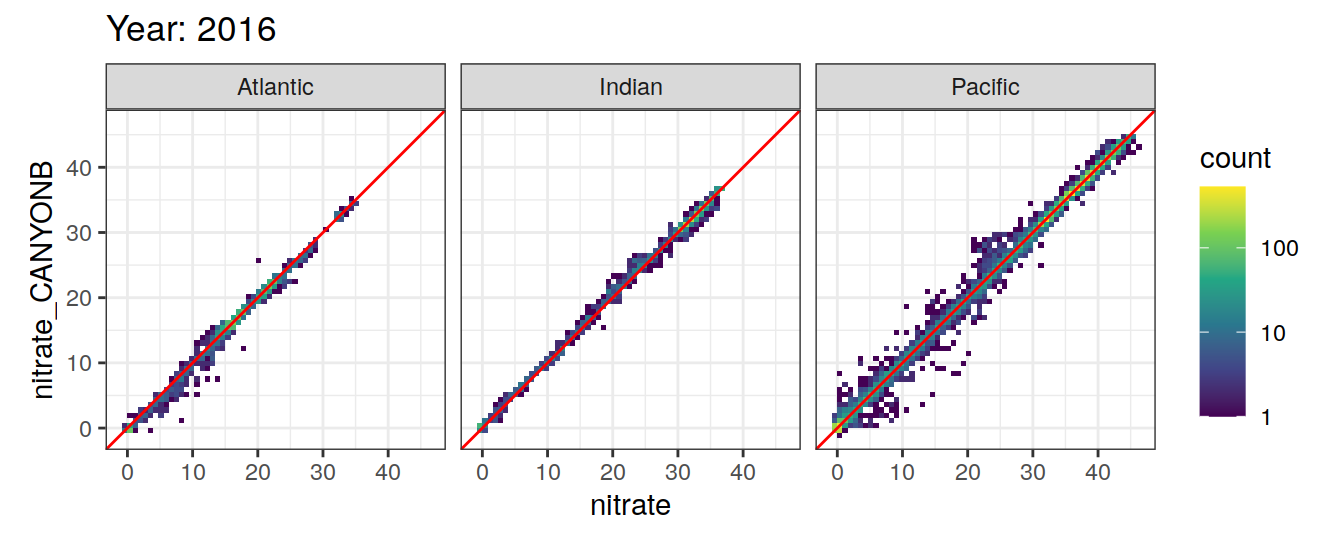 Year: 2016
Atlantic
Indian
Pacific
nitrate_CANYONB
40
30
20
10
0
0 10 20 30 40
0 10 20 30 40
0 10 20 30 40
nitrate
count
100
10
1